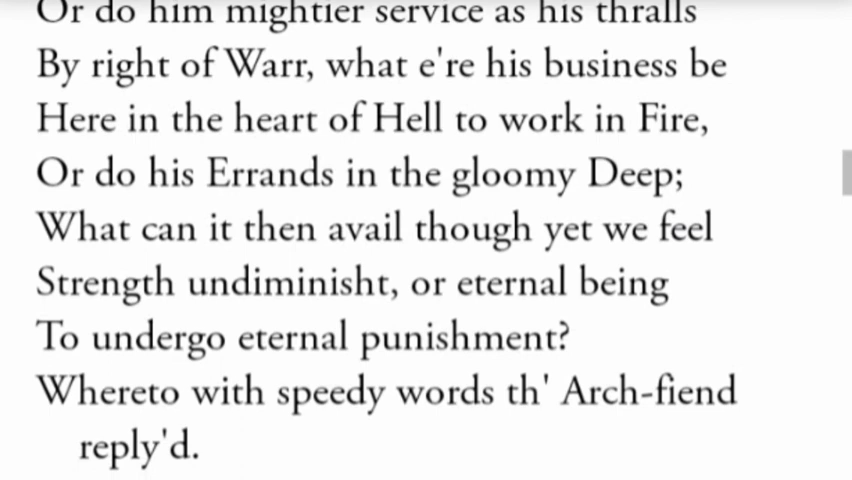 Or do him mightier service as his thralls
By right of Warr, what e're his business be
Here in the heart of Hell to work in Fire,
Or do his Errands in the gloomy Deep;
What can it then avail though yet we feel
Strength undiminisht, or eternal being
To undergo eternal punishment?
Whereto with speedy words th' Arch-fiend
reply'd.